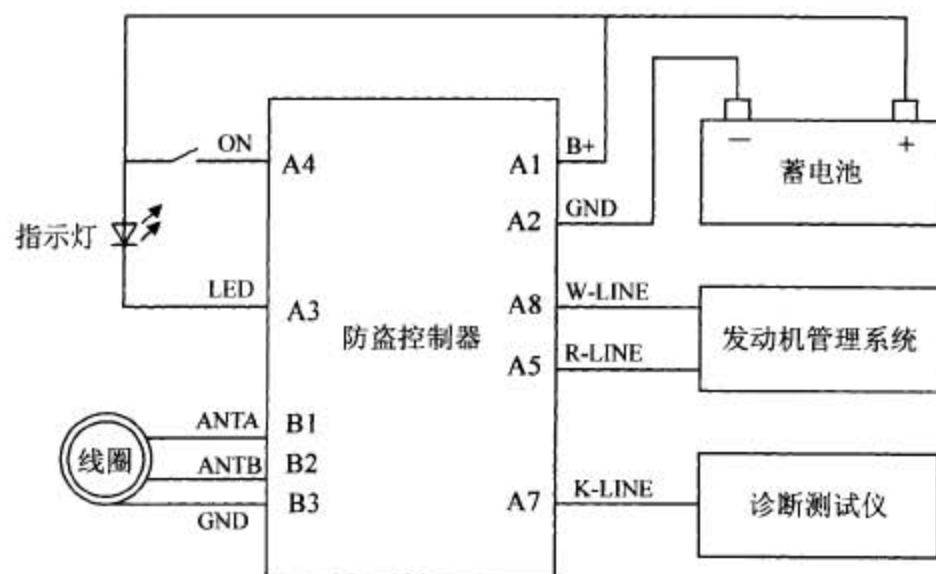 ON
A4
A1
B+
A2
GND
−
+
蓄电池
指示灯
LED
A3
防盗控制器
A8
W-LINE
A5
R-LINE
发动机管理系统
线圈
ANTA
B1
ANTB
B2
GND
B3
A7
K-LINE
诊断测试仪